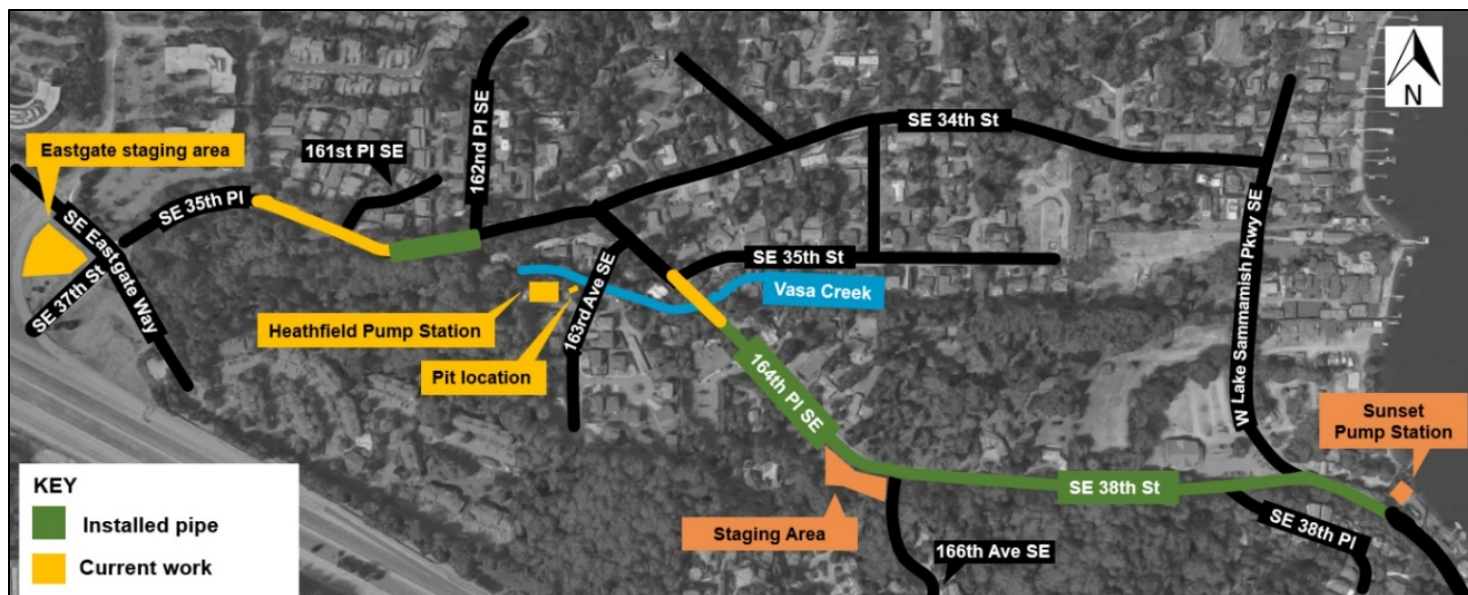 162nd Pl SE
SE 34th St
N
Eastgate staging area
161st Pl SE
SE 35th Pl
SE Eastgate Way
SE 37th St
163rd Ave SE
SE 35th St
Vasa Creek
W Lake Sammamish Pkwy SE
Heathfield Pump Station
Pit location
164th Pl SE
Sunset
Pump Station
KEY
Installed pipe
Current work
Staging Area
SE 38th St
SE 38th Pl
166th Ave SE